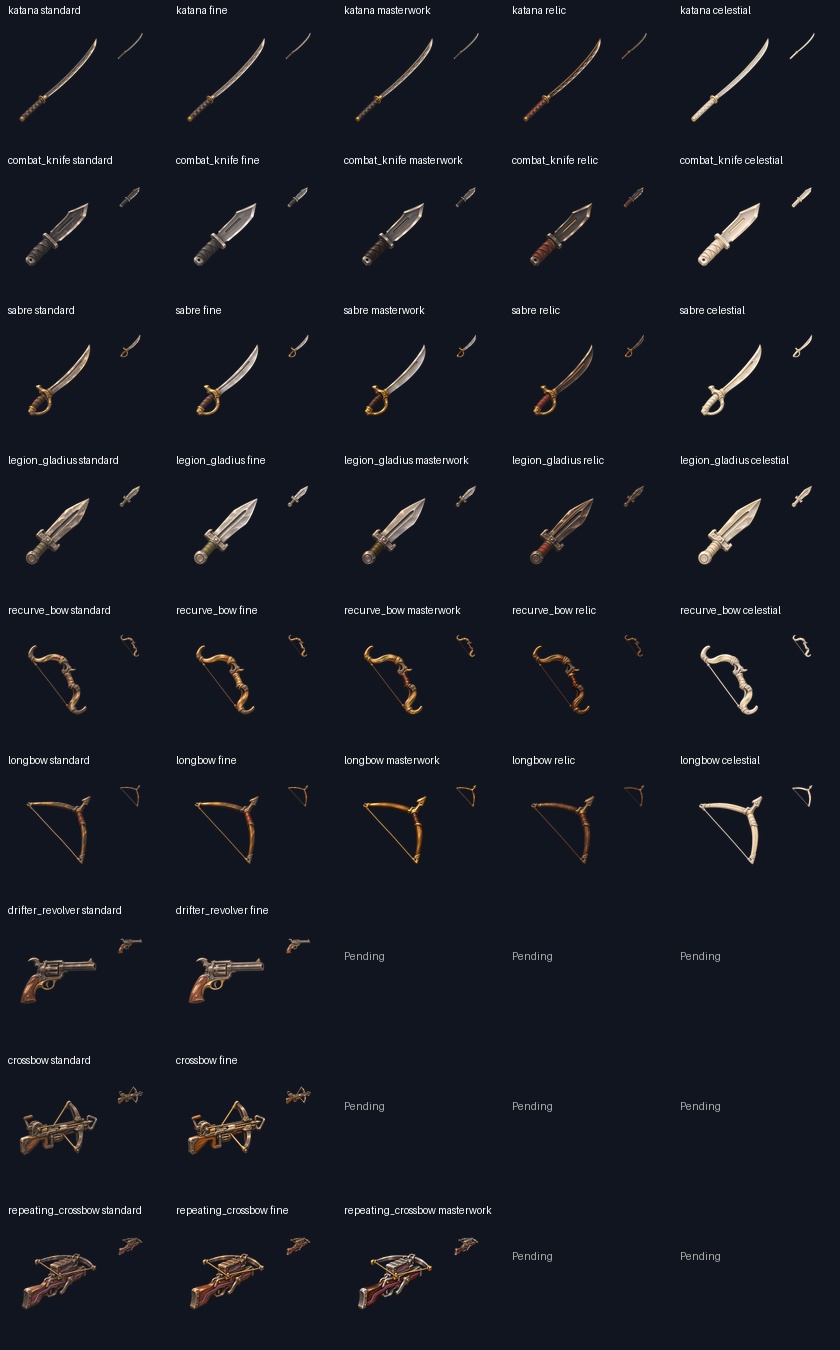 katana standard
katana fine
katana masterwork
katana relic
katana celestial
combat_knife standard
combat_knife fine
combat_knife masterwork
combat_knife relic
combat_knife celestial
sabre standard
sabre fine
sabre masterwork
sabre relic
sabre celestial
legion_gladius standard
legion_gladius fine
legion_gladius masterwork
legion_gladius relic
legion_gladius celestial
recurve_bow standard
recurve_bow fine
recurve_bow masterwork
recurve_bow relic
recurve_bow celestial
longbow standard
longbow fine
longbow masterwork
longbow relic
longbow celestial
drifter_revolver standard
drifter_revolver fine
Pending
Pending
Pending
crossbow standard
crossbow fine
Pending
Pending
Pending
repeating_crossbow standard
repeating_crossbow fine
repeating_crossbow masterwork
Pending
Pending